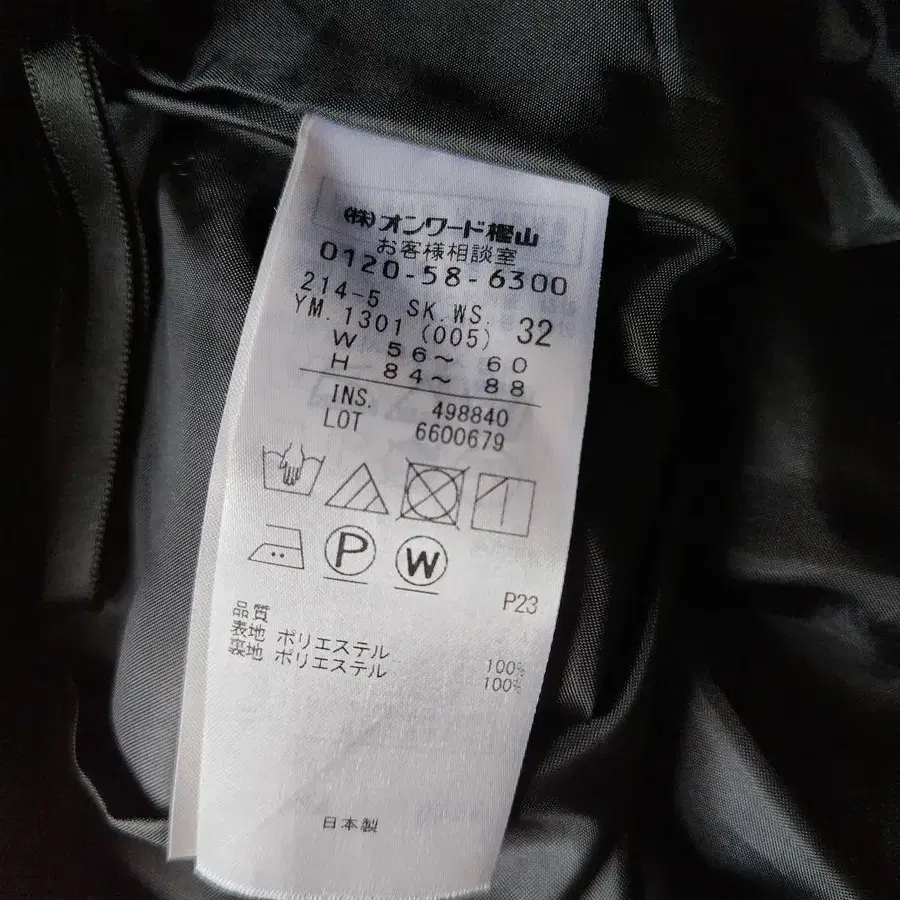 (株)オンワード樫山
お客様相談室
0120-58-6300
214-5 SK.WS. 32
YM.1301 (005)
W 56～ 60
H 84～ 88
INS. 498840
LOT 6600679
P
W
P23
品質
表地 ポリエステル 100%
裏地 ポリエステル 100%
日本製